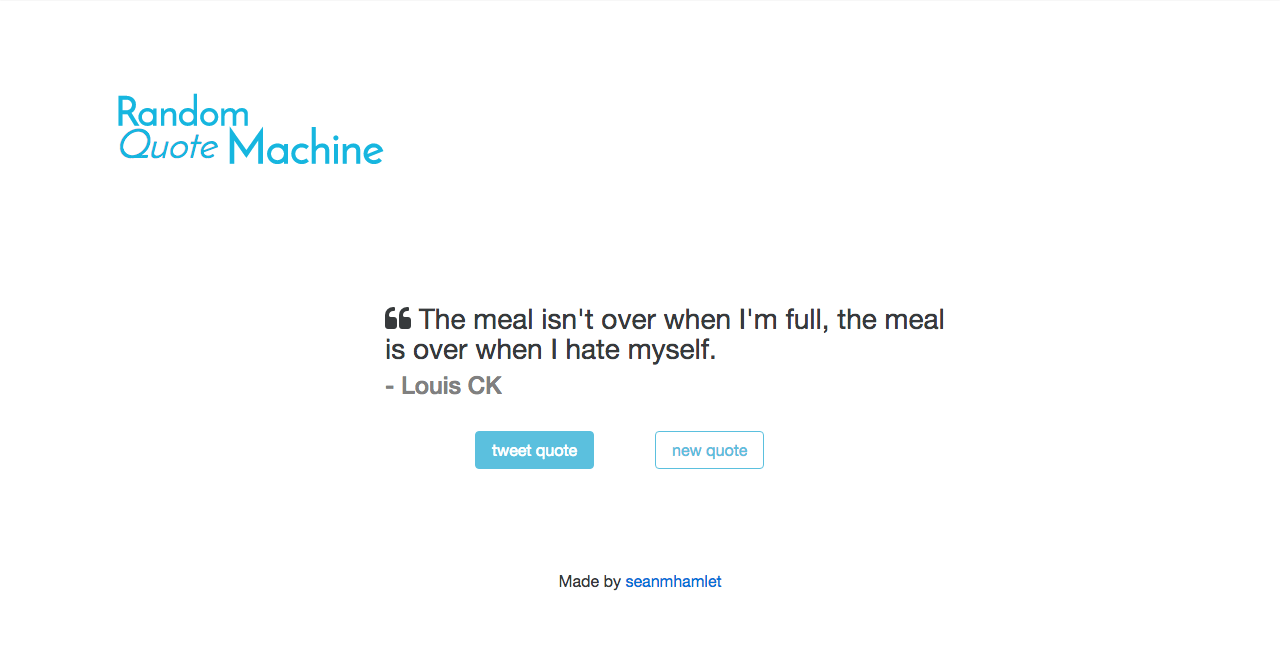 Random
Quote Machine
The meal isn't over when I'm full, the meal
is over when I hate myself.
- Louis CK
tweet quote
new quote
Made by seanmhamlet